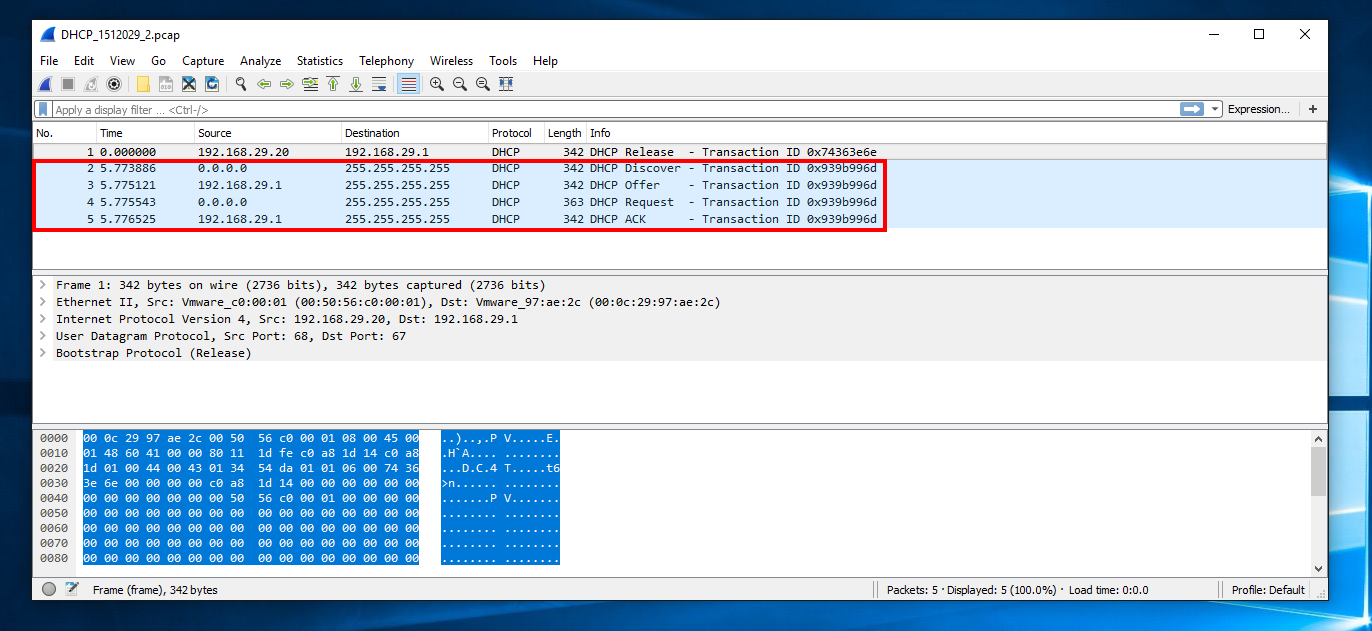 DHCP_1512029_2.pcap
File Edit View Go Capture Analyze Statistics Telephony Wireless Tools Help
Apply a display filter ... <Ctrl-/> Expression... +
No. Time Source Destination Protocol Length Info
1 0.000000 192.168.29.20 192.168.29.1 DHCP 342 DHCP Release - Transaction ID 0x74363e6e
2 5.773886 0.0.0.0 255.255.255.255 DHCP 342 DHCP Discover - Transaction ID 0x939b996d
3 5.775121 192.168.29.1 255.255.255.255 DHCP 342 DHCP Offer - Transaction ID 0x939b996d
4 5.775543 0.0.0.0 255.255.255.255 DHCP 363 DHCP Request - Transaction ID 0x939b996d
5 5.776525 192.168.29.1 255.255.255.255 DHCP 342 DHCP ACK - Transaction ID 0x939b996d
> Frame 1: 342 bytes on wire (2736 bits), 342 bytes captured (2736 bits)
> Ethernet II, Src: Vmware_c0:00:01 (00:50:56:c0:00:01), Dst: Vmware_97:ae:2c (00:0c:29:97:ae:2c)
> Internet Protocol Version 4, Src: 192.168.29.20, Dst: 192.168.29.1
> User Datagram Protocol, Src Port: 68, Dst Port: 67
> Bootstrap Protocol (Release)
0000 00 0c 29 97 ae 2c 00 50 56 c0 00 01 08 00 45 00 ..)..,.P V.....E.
0010 01 48 60 41 00 00 80 11 1d fe c0 a8 1d 14 c0 a8 .H`A.... ........
0020 1d 01 00 44 00 43 01 34 54 da 01 01 06 00 74 36 ...D.C.4 T.....t6
0030 3e 6e 00 00 00 00 c0 a8 1d 14 00 00 00 00 00 00 >n...... ........
0040 00 00 00 00 00 00 00 50 56 c0 00 01 00 00 00 00 .......P V.......
0050 00 00 00 00 00 00 00 00 00 00 00 00 00 00 00 00 ........ ........
0060 00 00 00 00 00 00 00 00 00 00 00 00 00 00 00 00 ........ ........
0070 00 00 00 00 00 00 00 00 00 00 00 00 00 00 00 00 ........ ........
0080 00 00 00 00 00 00 00 00 00 00 00 00 00 00 00 00 ........ ........
Frame (frame), 342 bytes Packets: 5 · Displayed: 5 (100.0%) · Load time: 0:0.0 Profile: Default